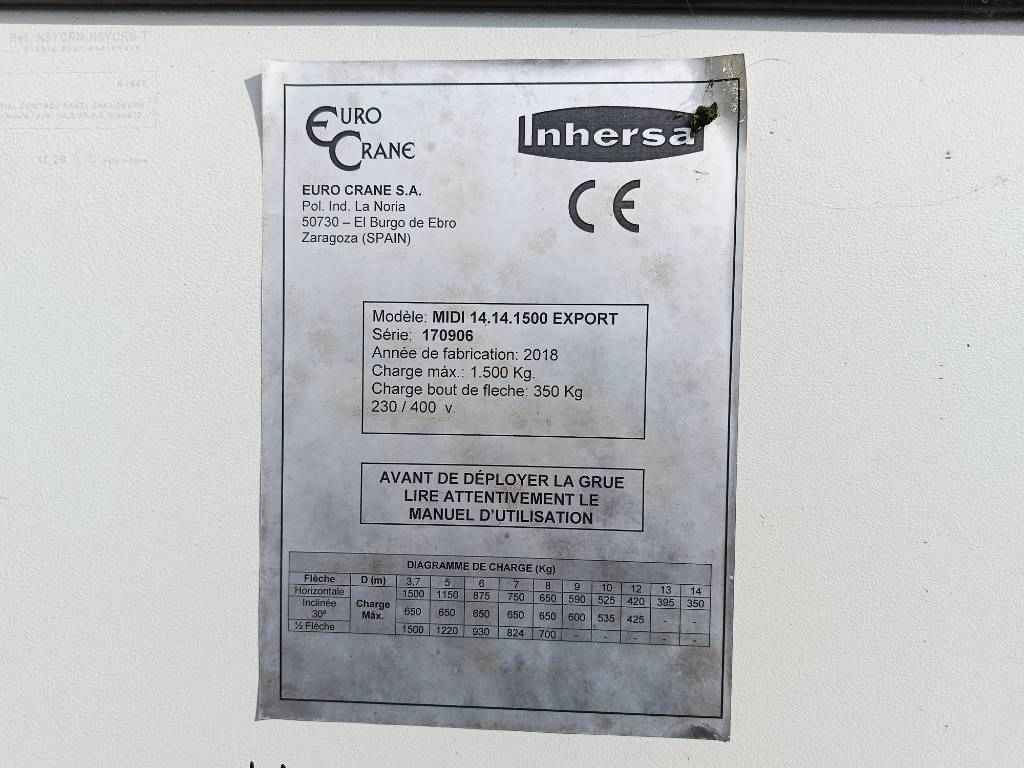 EURO
CRANE
Inhersa
CE
EURO CRANE S.A.
Pol. Ind. La Noria
50730 – El Burgo de Ebro
Zaragoza (SPAIN)
Modèle: MIDI 14.14.1500 EXPORT
Série: 170906
Année de fabrication: 2018
Charge máx.: 1.500 Kg.
Charge bout de fleche: 350 Kg
230 / 400 v
AVANT DE DÉPLOYER LA GRUE
LIRE ATTENTIVEMENT LE
MANUEL D'UTILISATION
DIAGRAMME DE CHARGE (Kg)
Flèche D (m) 3,7 5 6 7 8 9 10 12 13 14
Horizontale Charge Máx. 1500 1150 875 750 650 590 525 420 395 350
Inclinée 30º 650 650 650 650 650 600 535 425 - -
½ Flèche 1500 1220 930 824 700 - - - - -